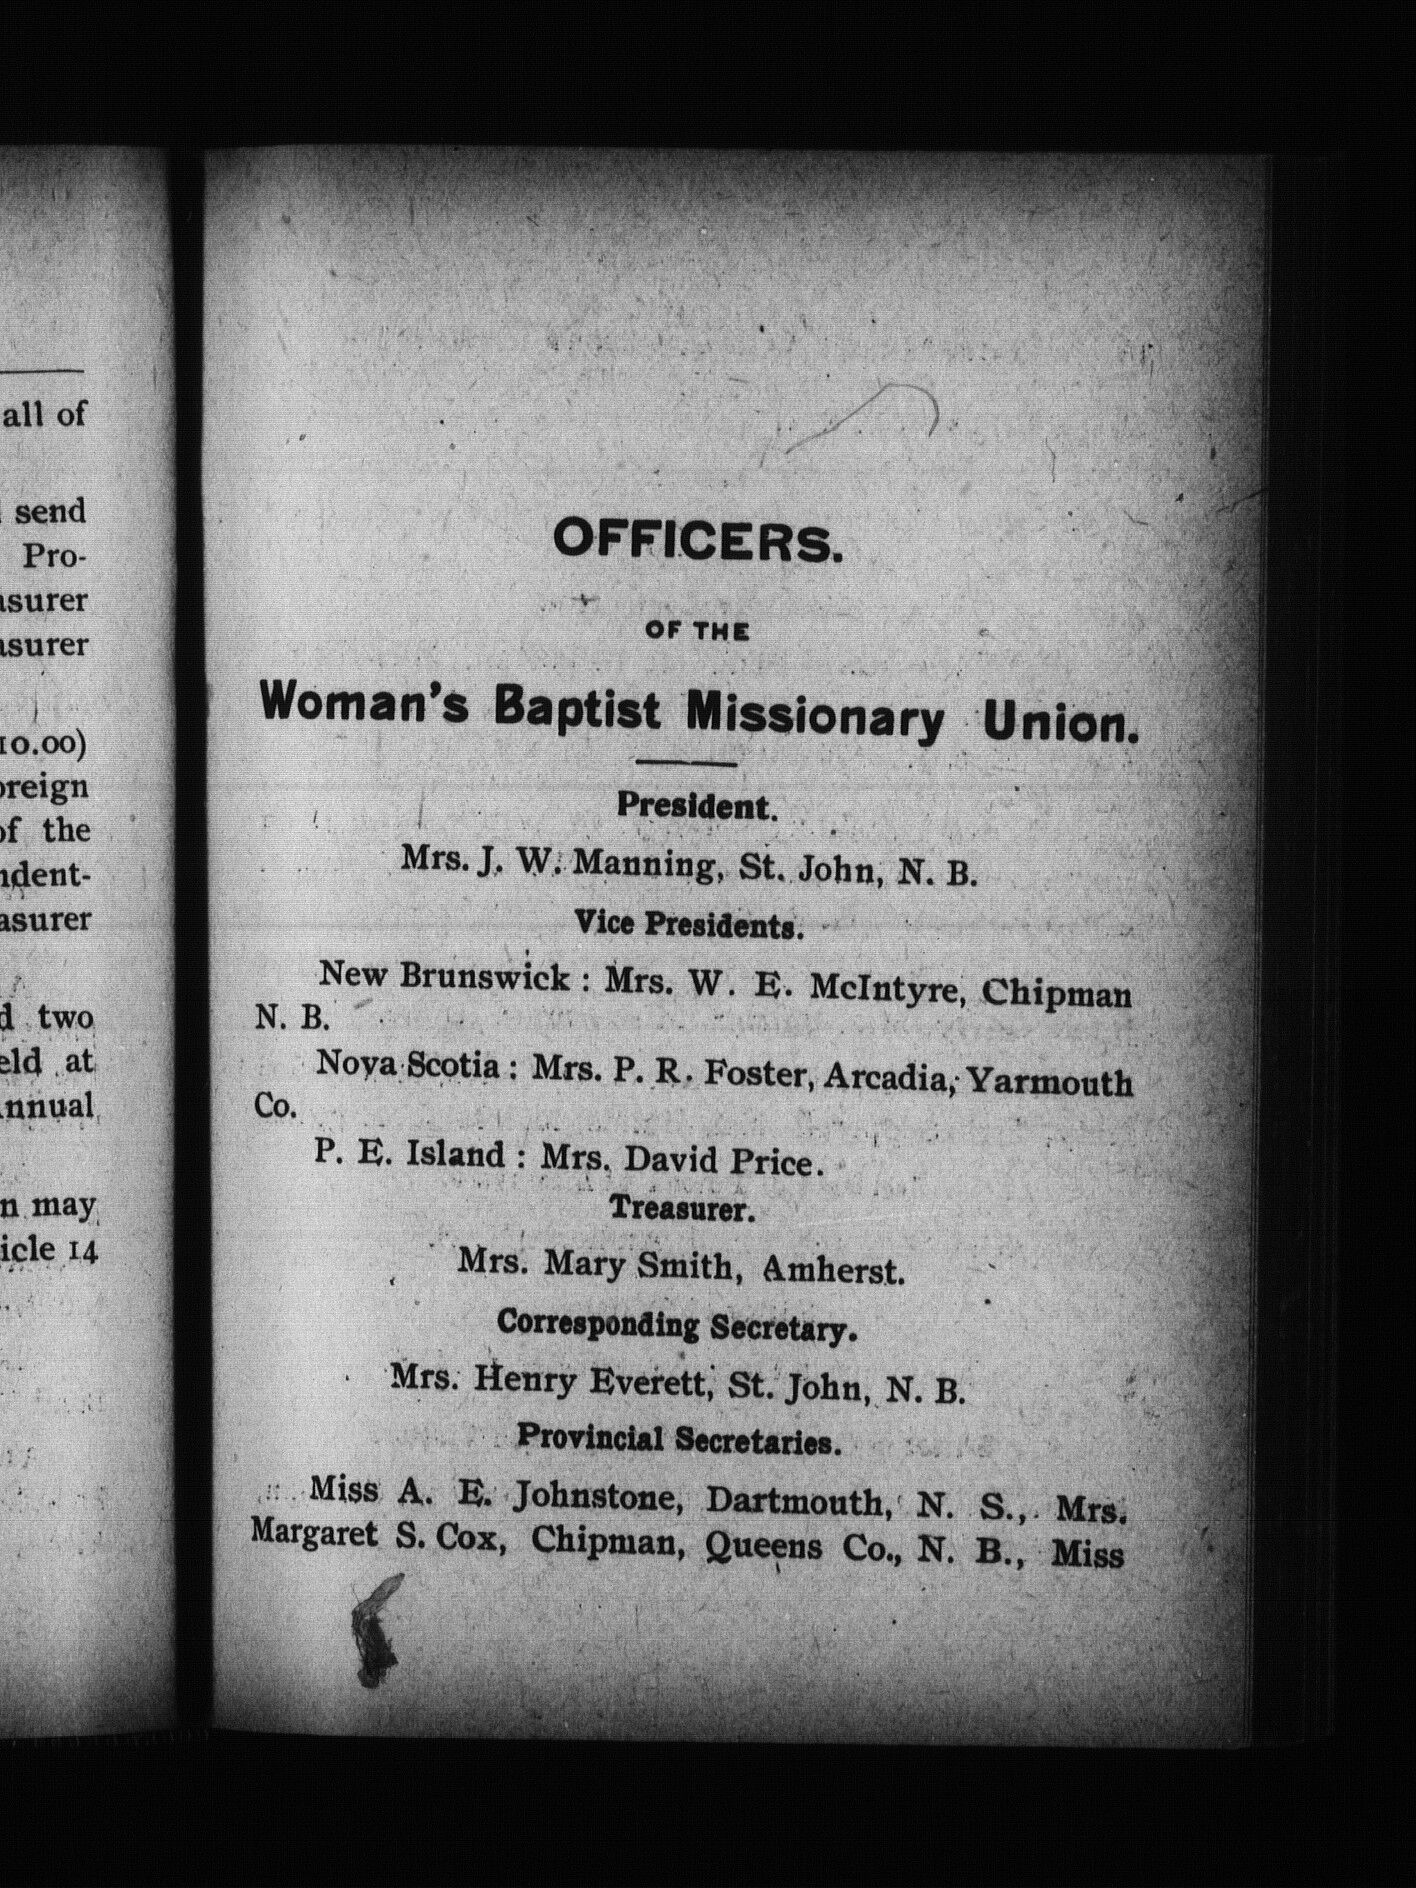 all of
send
Pro-
asurer
asurer
10.00)
oreign
of the
ndent-
asurer
d two
eld at
Annual
n may
icle 14
OFFICERS.
OF THE
Woman's Baptist Missionary Union.
President.
Mrs. J. W. Manning, St. John, N. B.
Vice Presidents.
New Brunswick : Mrs. W. E. McIntyre, Chipman
N. B.
Nova Scotia : Mrs. P. R. Foster, Arcadia, Yarmouth
Co.
P. E. Island : Mrs. David Price.
Treasurer.
Mrs. Mary Smith, Amherst.
Corresponding Secretary.
Mrs. Henry Everett, St. John, N. B.
Provincial Secretaries.
Miss A. E. Johnstone, Dartmouth, N. S., Mrs.
Margaret S. Cox, Chipman, Queens Co., N. B., Miss